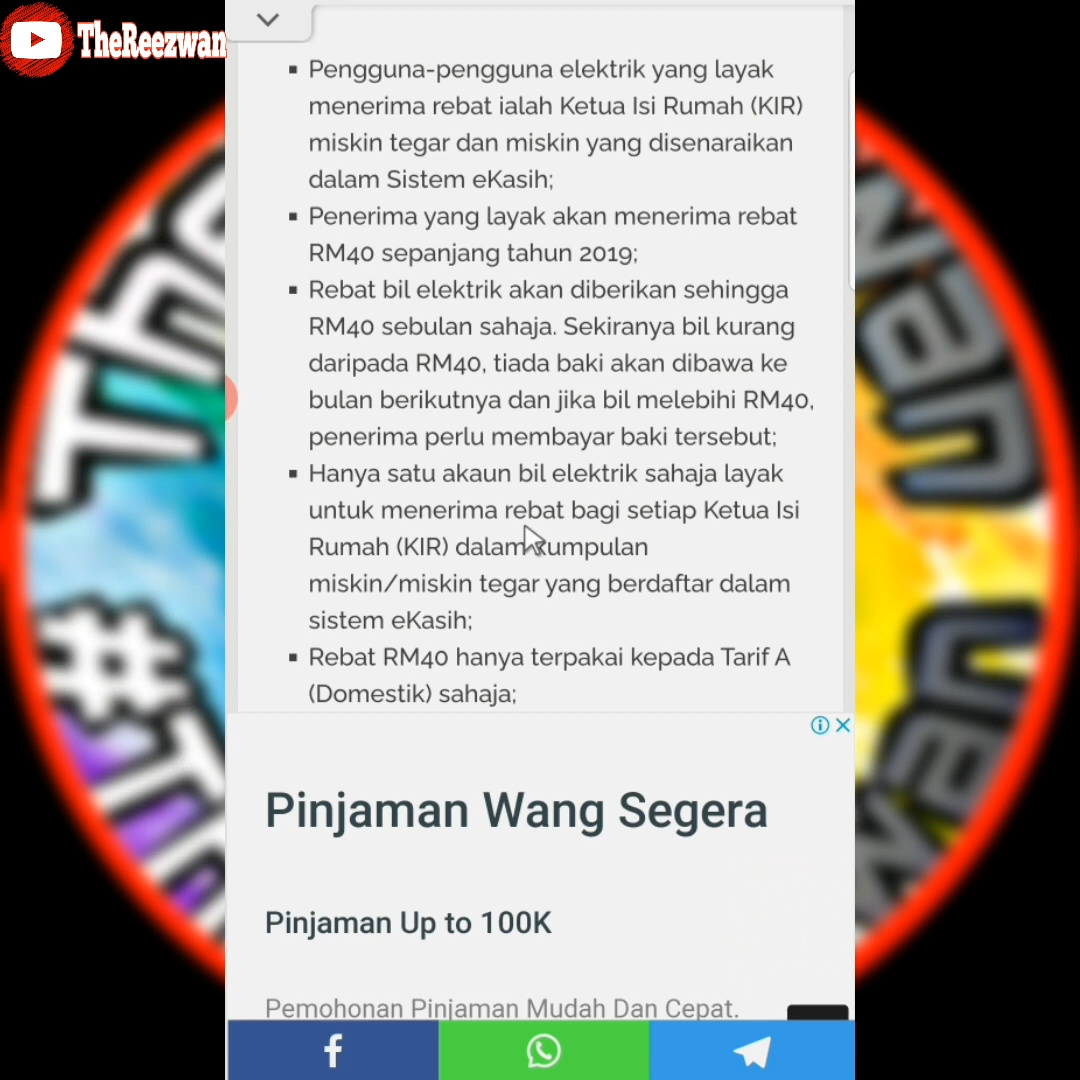 TheReezwan
Pengguna-pengguna elektrik yang layak
menerima rebat ialah Ketua Isi Rumah (KIR)
miskin tegar dan miskin yang disenaraikan
dalam Sistem eKasih;
Penerima yang layak akan menerima rebat
RM40 sepanjang tahun 2019;
Rebat bil elektrik akan diberikan sehingga
RM40 sebulan sahaja. Sekiranya bil kurang
daripada RM40, tiada baki akan dibawa ke
bulan berikutnya dan jika bil melebihi RM40,
penerima perlu membayar baki tersebut;
Hanya satu akaun bil elektrik sahaja layak
untuk menerima rebat bagi setiap Ketua Isi
Rumah (KIR) dalam kumpulan
miskin/miskin tegar yang berdaftar dalam
sistem eKasih;
Rebat RM40 hanya terpakai kepada Tarif A
(Domestik) sahaja;
Pinjaman Wang Segera
Pinjaman Up to 100K
Pemohonan Pinjaman Mudah Dan Cepat.